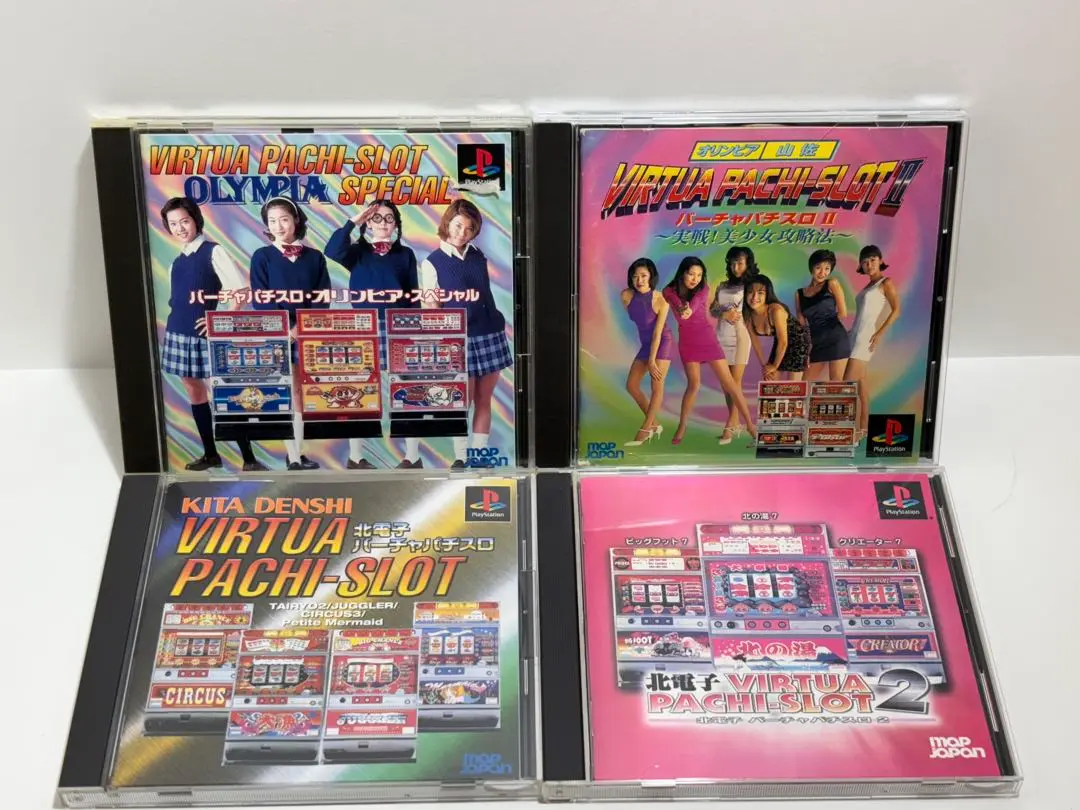 VIRTUA PACHI-SLOT
OLYMPIA SPECIAL
PlayStation
バーチャパチスロ・オリンピア・スペシャル
map
JAPAN
オリンピア 山佐
VIRTUA PACHI-SLOT II
バーチャパチスロ II
～実戦!美少女攻略法～
map
JAPAN
PlayStation
KITA DENSHI
VIRTUA
北電子
バーチャパチスロ
PACHI-SLOT
PlayStation
TAIRYO2/JUGGLER/
CIRCUS3/
Petite Mermaid
CIRCUS
JUGGLER
map
JAPAN
PlayStation
北の湯7
ビッグフット7
クリエーター7
BIGFOOT
北の湯
CREATOR
北電子 VIRTUA
PACHI-SLOT 2
北電子 バーチャパチスロ 2
map
JAPAN